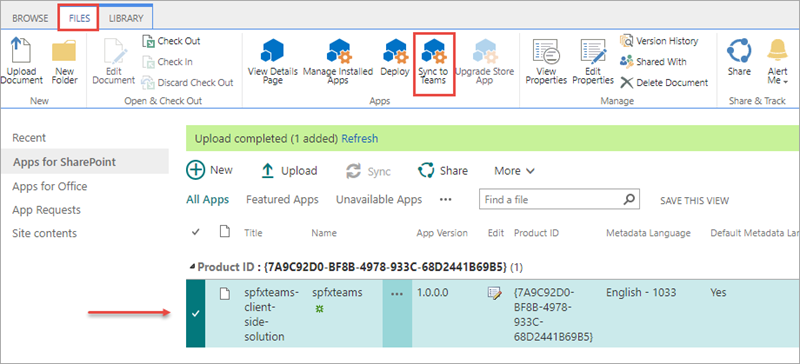 BROWSE FILES LIBRARY
Upload Document
New Folder
New
Edit Document
Check Out
Check In
Discard Check Out
Open & Check Out
View Details Page
Manage Installed Apps
Deploy
Sync to Teams
Upgrade Store App
Apps
View Properties
Edit Properties
Version History
Shared With
Delete Document
Manage
Share
Alert Me
Share & Track
Recent
Apps for SharePoint
Apps for Office
App Requests
Site contents
Upload completed (1 added) Refresh
New Upload Sync Share More
All Apps Featured Apps Unavailable Apps ••• Find a file SAVE THIS VIEW
Title Name App Version Edit Product ID Metadata Language Default Metadata Lan
Product ID : {7A9C92D0-BF8B-4978-933C-68D2441B69B5} (1)
spfxteams-
client-
side-
solution
spfxteams
•••
1.0.0.0
{7A9C92D0-
BF8B-4978-
933C-
68D2441B69B5}
English - 1033
Yes